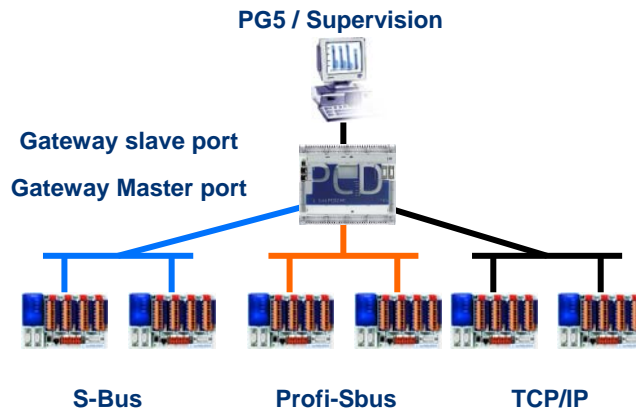 PG5 / Supervision
Gateway slave port
PCD
Gateway Master port
S-Bus
Profi-Sbus
TCP/IP